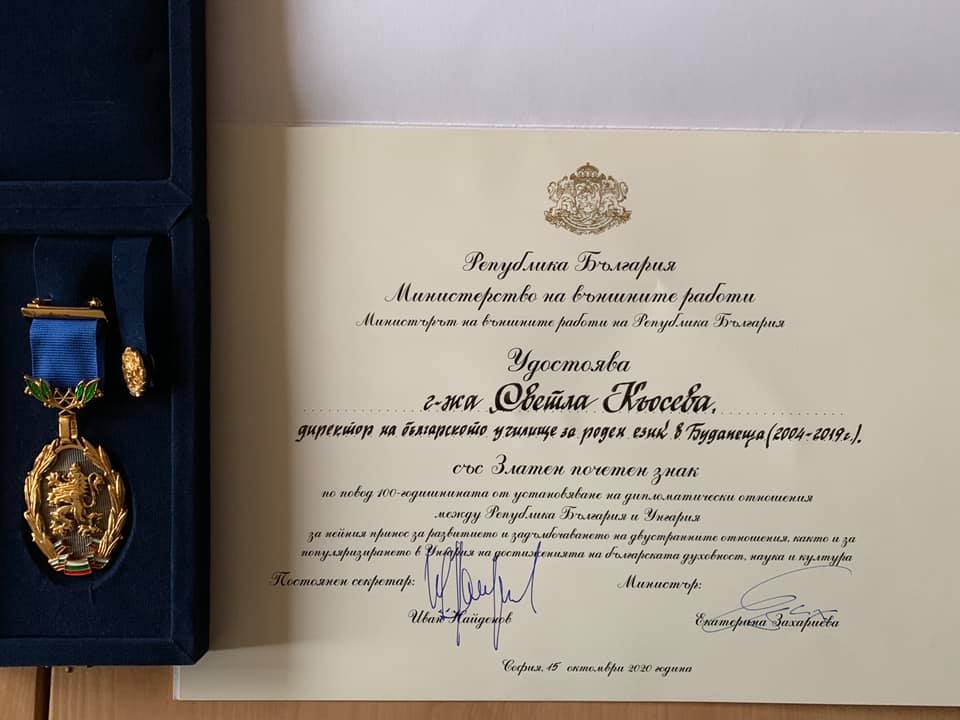 Република България
Министерство на външните работи
Министърът на външните работи на Република България
Удостоява
г-жа Светла Кьосева,
директор на българското училище за роден език в Будапеща (2004-2019г.).
със Златен почетен знак
по повод 100-годишнината от установяване на дипломатически отношения
между Република България и Унгария
за нейния принос за развитието и задълбочаването на двустранните отношения, както и за
популяризирането в Унгария на достиженията на българската духовност, наука и култура
Постоянен секретар: Министър:
Иван Найденов Екатерина Захариева
София, 15 октомври 2020 година